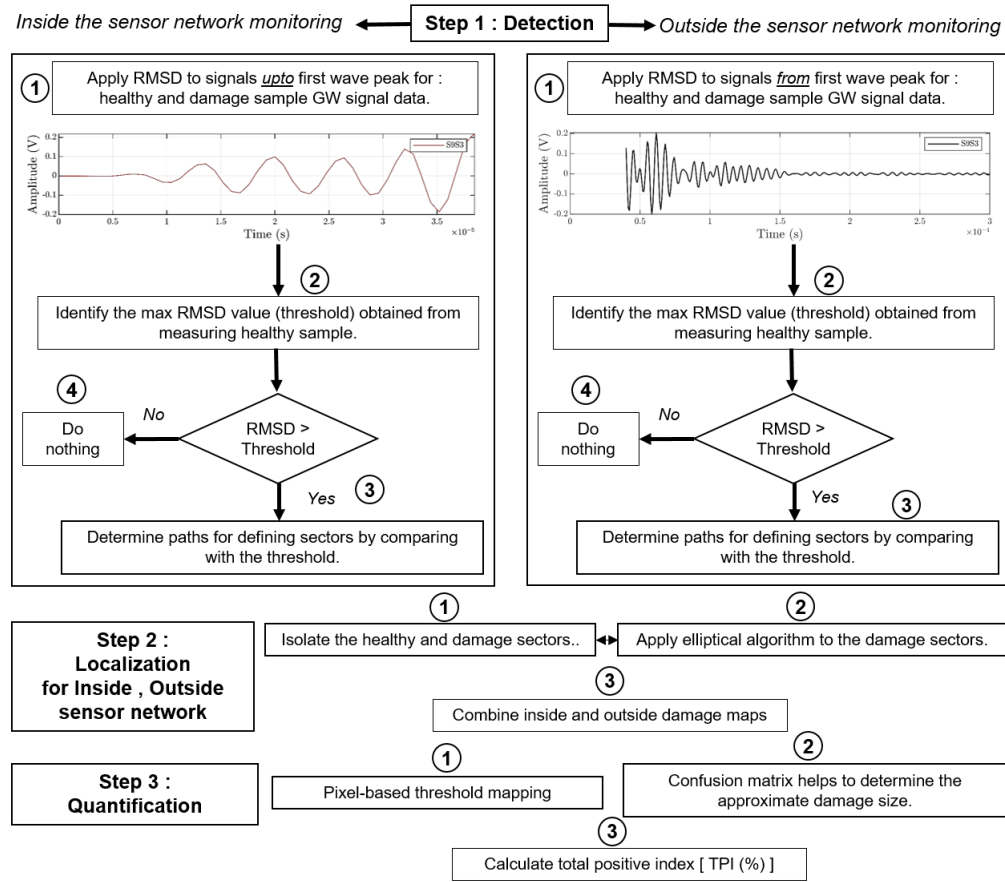 Inside the sensor network monitoring
Step 1 : Detection
Outside the sensor network monitoring
1
Apply RMSD to signals upto first wave peak for :
healthy and damage sample GW signal data.
0.2
0.1
0
-0.1
-0.2
Amplitude (V)
S9S3
0
0.5
1
1.5
2
2.5
3
3.5
Time (s)
×10⁻⁵
2
Identify the max RMSD value (threshold) obtained from
measuring healthy sample.
4
Do
nothing
No
RMSD >
Threshold
Yes
3
Determine paths for defining sectors by comparing
with the threshold.
1
Apply RMSD to signals from first wave peak for :
healthy and damage sample GW signal data.
0.2
0.1
0
-0.1
-0.2
Amplitude (V)
S9S3
0
0.5
1
1.5
2
2.5
3
Time (s)
2
Identify the max RMSD value (threshold) obtained from
measuring healthy sample.
4
Do
nothing
No
RMSD >
Threshold
Yes
3
Determine paths for defining sectors by comparing
with the threshold.
Step 2 :
Localization
for Inside , Outside
sensor network
1
Isolate the healthy and damage sectors..
2
Apply elliptical algorithm to the damage sectors.
3
Combine inside and outside damage maps
Step 3 :
Quantification
1
Pixel-based threshold mapping
2
Confusion matrix helps to determine the
approximate damage size.
3
Calculate total positive index [ TPI (%) ]